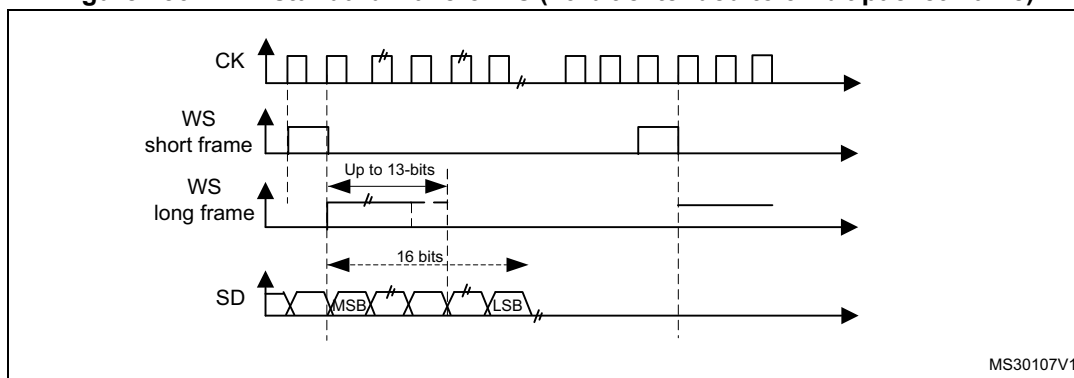 CK
WS
short frame
Up to 13-bits
WS
long frame
16 bits
SD
MSB
LSB
MS30107V1